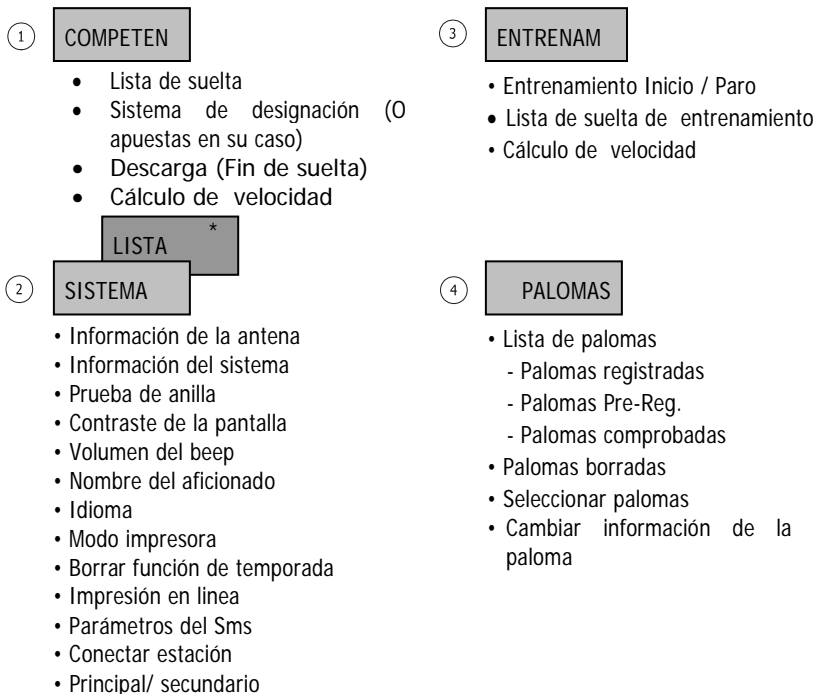 1 COMPETEN
• Lista de suelta
• Sistema de designación (O
apuestas en su caso)
• Descarga (Fin de suelta)
• Cálculo de velocidad
LISTA *
2 SISTEMA
• Información de la antena
• Información del sistema
• Prueba de anilla
• Contraste de la pantalla
• Volumen del beep
• Nombre del aficionado
• Idioma
• Modo impresora
• Borrar función de temporada
• Impresión en linea
• Parámetros del Sms
• Conectar estación
• Principal/ secundario
3 ENTRENAM
• Entrenamiento Inicio / Paro
• Lista de suelta de entrenamiento
• Cálculo de velocidad
4 PALOMAS
• Lista de palomas
- Palomas registradas
- Palomas Pre-Reg.
- Palomas comprobadas
• Palomas borradas
• Seleccionar palomas
• Cambiar información de la
paloma